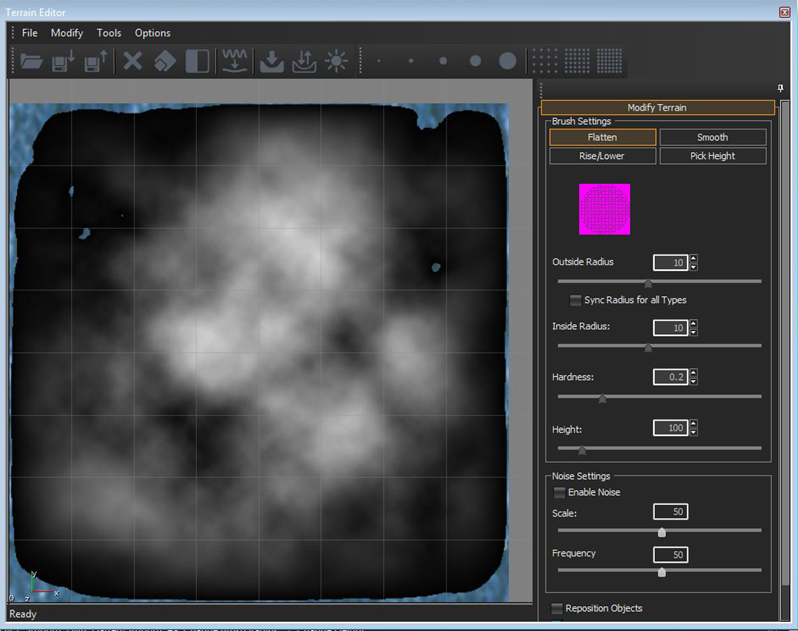 Terrain Editor
File Modify Tools Options
Modify Terrain
Brush Settings
Flatten Smooth
Rise/Lower Pick Height
Outside Radius 10
Sync Radius for all Types
Inside Radius: 10
Hardness: 0.2
Height: 100
Noise Settings
Enable Noise
Scale: 50
Frequency 50
Reposition Objects
y
0 z x
Ready